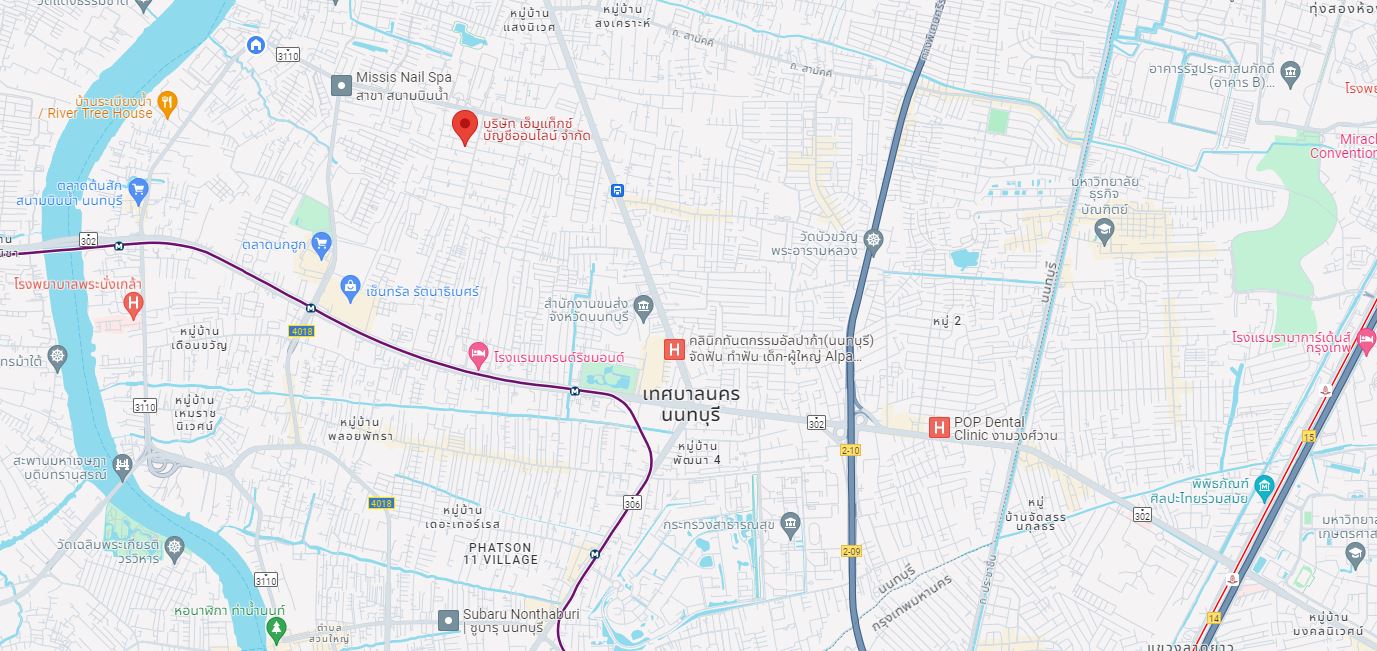 วัดแดงธรรมชาติ
หมู่บ้าน
แสงนิเวศ
หมู่บ้าน
สงเคราะห์
ถ. สามัคคี
ถ. สามัคคี
ทุ่งสองห้อง
3110
Missis Nail Spa
สาขา สนามบินน้ำ
อาคารรัฐประศาสนภักดี
(อาคาร B)...
บ้านระเบียงน้ำ
/ River Tree House
บริษัท เอ็มแท็กซ์
บัญชีออนไลน์ จำกัด
Convention
มหาวิทยาลัย
ธุรกิจ
บัณฑิตย์
ตลาดต้นสัก
สนามบินน้ำ นนทบุรี
302
ตลาดนกฮูก
วัดบัวขวัญ
พระอารามหลวง
โรงพยาบาลพระนั่งเกล้า
เซ็นทรัล รัตนาธิเบศร์
นนทบุรี
สำนักงานขนส่ง
จังหวัดนนทบุรี
หมู่ 2
หมู่บ้าน
เดือนขวัญ
4018
คลินิกทันตกรรมอัลปาก้า(นนทบุรี)
จัดฟัน ทำฟัน เด็ก-ผู้ใหญ่ Alpa...
โรงแรมรามาการ์เด้นส์
กรุงเทพ
โรงแรมแกรนด์ริชมอนด์
เทศบาลนคร
นนทบุรี
3110
หมู่บ้าน
เหมราช
นิเวศน์
หมู่บ้าน
พลอยพัทรา
302
POP Dental
Clinic งามวงศ์วาน
15
หมู่บ้าน
พัฒนา 4
2-10
สะพานมหาเจษฎา
บดินทรานุสรณ์
พิพิธภัณฑ์
ศิลปะไทยร่วมสมัย
4018
306
หมู่บ้าน
เดอะเทอร์เรส
กระทรวงสาธารณสุข
หมู่
บ้านจัดสรร
นกุลธร
302
วัดเฉลิมพระเกียรติ
วรวิหาร
PHATSON
11 VILLAGE
2-09
3110
นนทบุรี
กรุงเทพมหานคร
ถ. ประชาชื่น
หอนาฬิกา ท่าน้ำนนท์
ตำบล
สวนใหญ่
Subaru Nonthaburi
| ซูบารุ นนทบุรี
14
หมู่บ้าน
มงคลนิเวศน์
แขวงลาดยาว